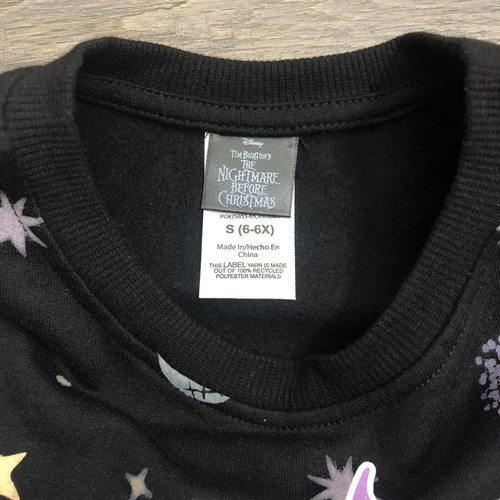 Disney
TIM BURTON'S
THE
NIGHTMARE
BEFORE
CHRISTMAS
S (6-6X)
Made In/Hecho En
China
THIS LABEL YARN IS MADE
OUT OF 100% RECYCLED
POLYESTER MATERIALS